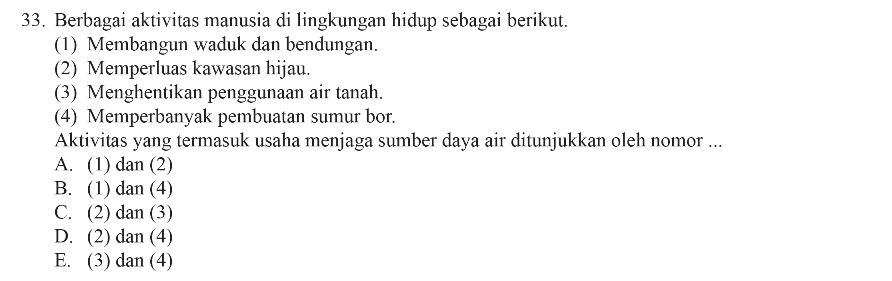 33. Berbagai aktivitas manusia di lingkungan hidup sebagai berikut.
(1) Membangun waduk dan bendungan.
(2) Memperluas kawasan hijau.
(3) Menghentikan penggunaan air tanah.
(4) Memperbanyak pembuatan sumur bor.
Aktivitas yang termasuk usaha menjaga sumber daya air ditunjukkan oleh nomor ...
A. (1) dan (2)
B. (1) dan (4)
C. (2) dan (3)
D. (2) dan (4)
E. (3) dan (4)